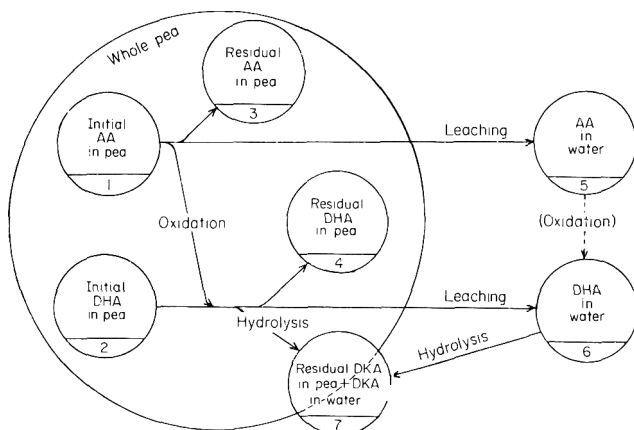 Whole pea
Residual
AA
in pea
3
Initial
AA
in pea
1
Leaching
AA
in
water
5
Oxidation
(Oxidation)
Residual
DHA
in pea
4
Initial
DHA
in pea
2
Leaching
DHA
in
water
6
Hydrolysis
Hydrolysis
Residual DKA
in pea+DKA
in water
7